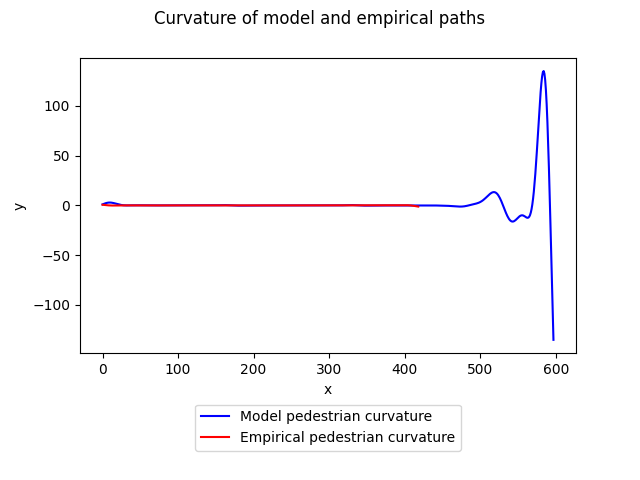 Curvature of model and empirical paths
y
100
50
0
−50
−100
0 100 200 300 400 500 600
x
Model pedestrian curvature
Empirical pedestrian curvature